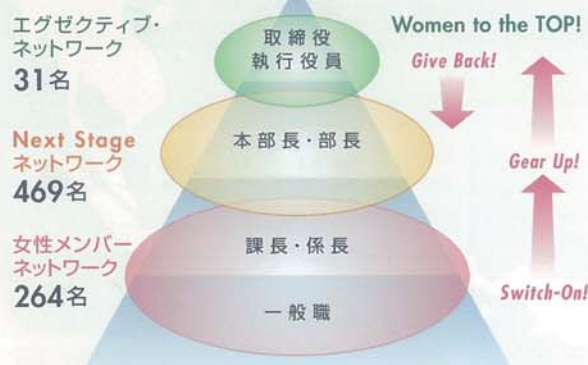 エグゼクティブ・
ネットワーク
31名
取締役
執行役員
Women to the TOP!
Give Back!
Next Stage
ネットワーク
469名
本部長・部長
Gear Up!
女性メンバー
ネットワーク
264名
課長・係長
一般職
Switch-On!